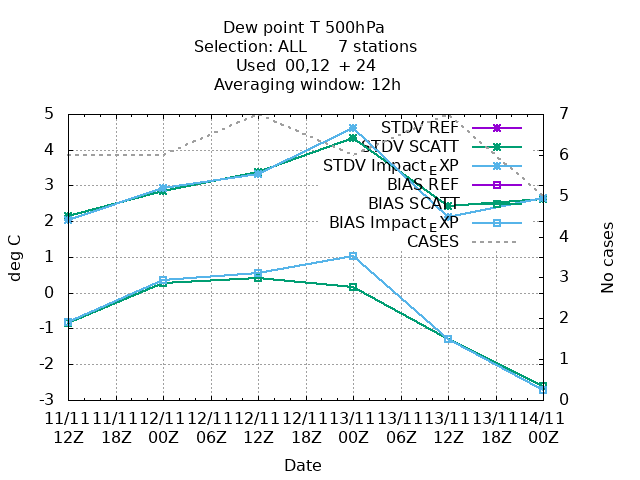 Dew point T 500hPa
Selection: ALL 7 stations
Used 00,12 + 24
Averaging window: 12h
5
4
3
2
1
0
-1
-2
-3
deg C
7
6
5
4
3
2
1
0
No cases
STDV REF
STDV SCATT
STDV Impact_EXP
BIAS REF
BIAS SCATT
BIAS Impact_EXP
CASES
11/11 11/11 12/11 12/11 12/11 13/11 13/11 13/11 13/11 14/11
12Z 18Z 00Z 06Z 12Z 00Z 06Z 12Z 18Z 00Z
Date